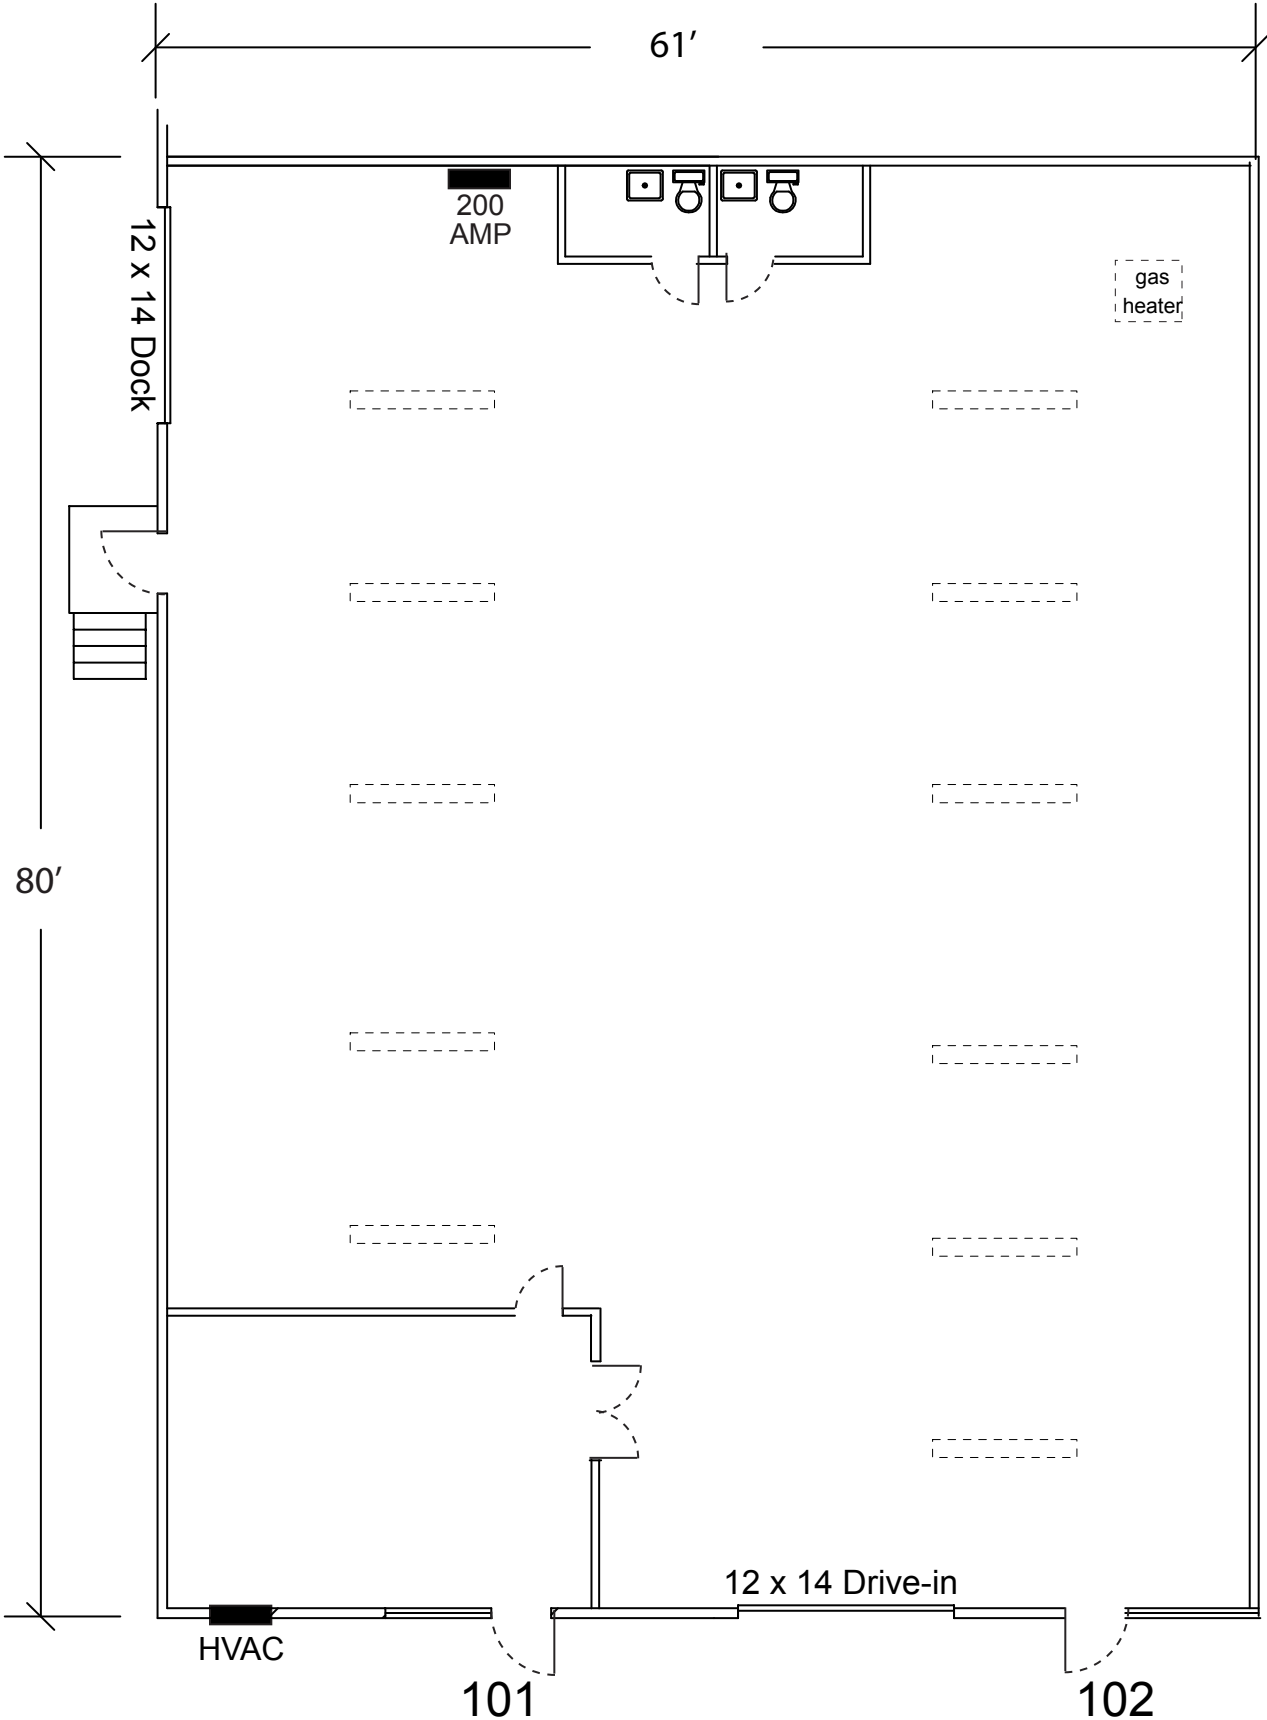 61′
200
AMP
12 x 14 Dock
gas
heater
80′
12 x 14 Drive-in
HVAC
101
102